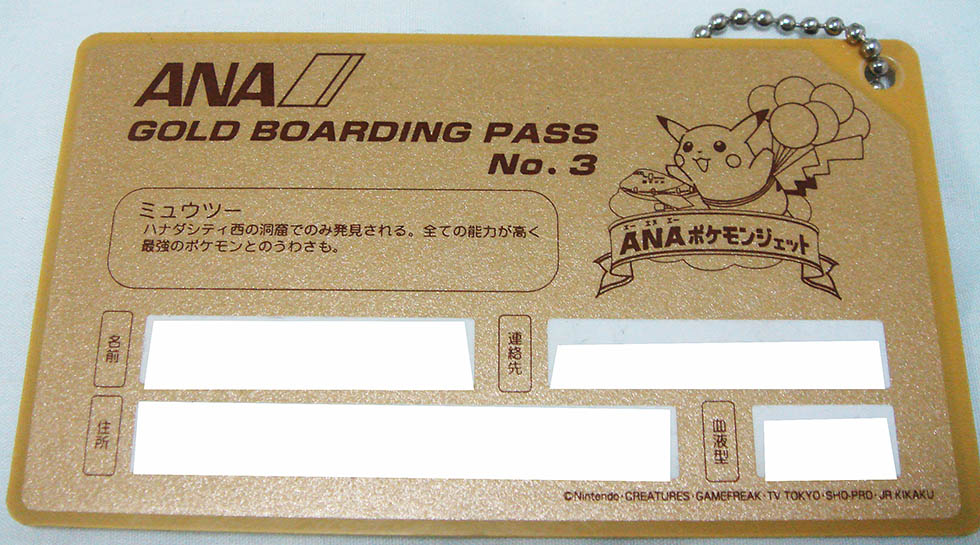 ANA
GOLD BOARDING PASS
No. 3
ミュウツー
ハナダシティ西の洞窟でのみ発見される。全ての能力が高く
最強のポケモンとのうわさも。
エー エヌ エー
ANAポケモンジェット
名前
連絡先
住所
血液型
©Nintendo・CREATURES・GAMEFREAK・TV TOKYO・SHO-PRO・JR KIKAKU